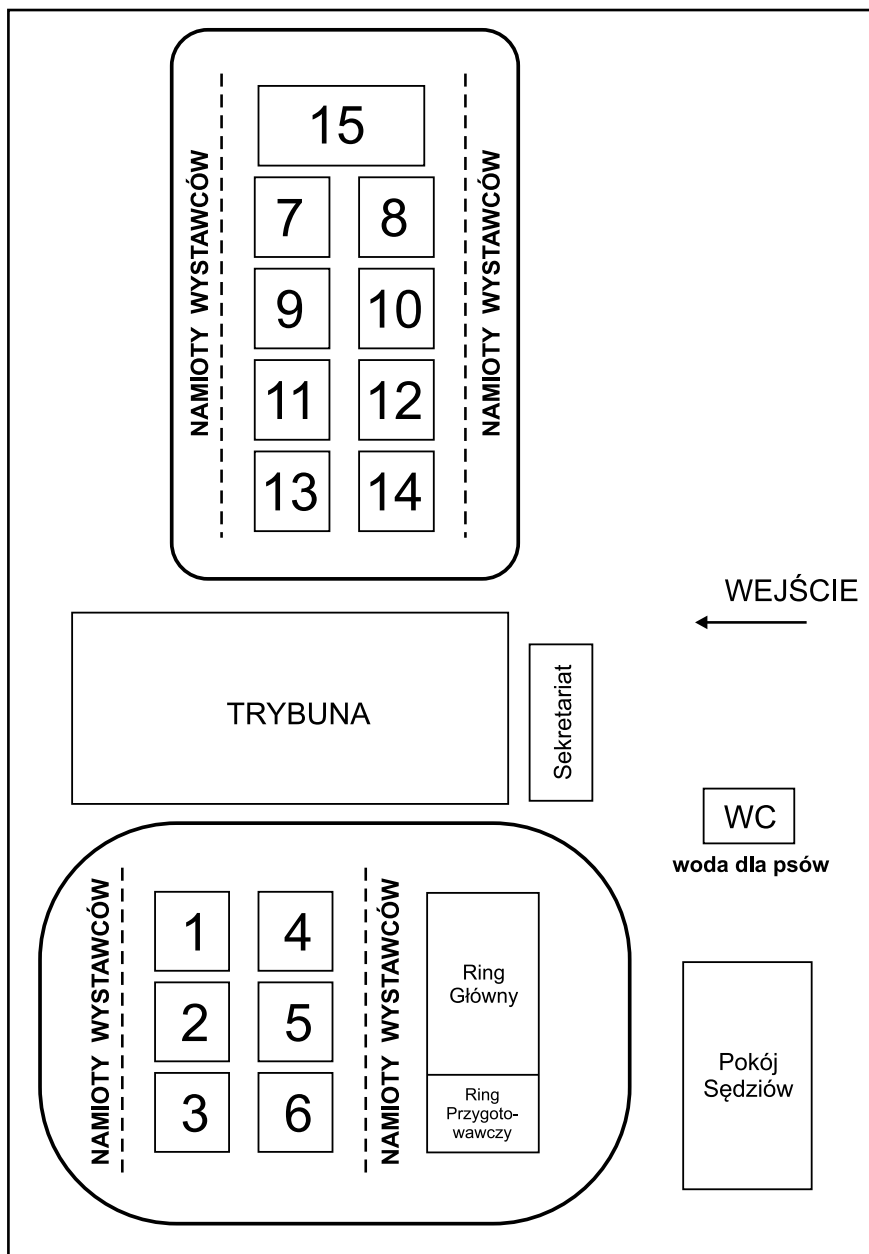 15
NAMIOTY WYSTAWCÓW
NAMIOTY WYSTAWCÓW
7 8
9 10
11 12
13 14
WEJŚCIE
TRYBUNA
Sekretariat
WC
woda dla psów
NAMIOTY WYSTAWCÓW
1 4
2 5
3 6
NAMIOTY WYSTAWCÓW
Ring
Główny
Ring
Przygoto-
wawczy
Pokój
Sędziów